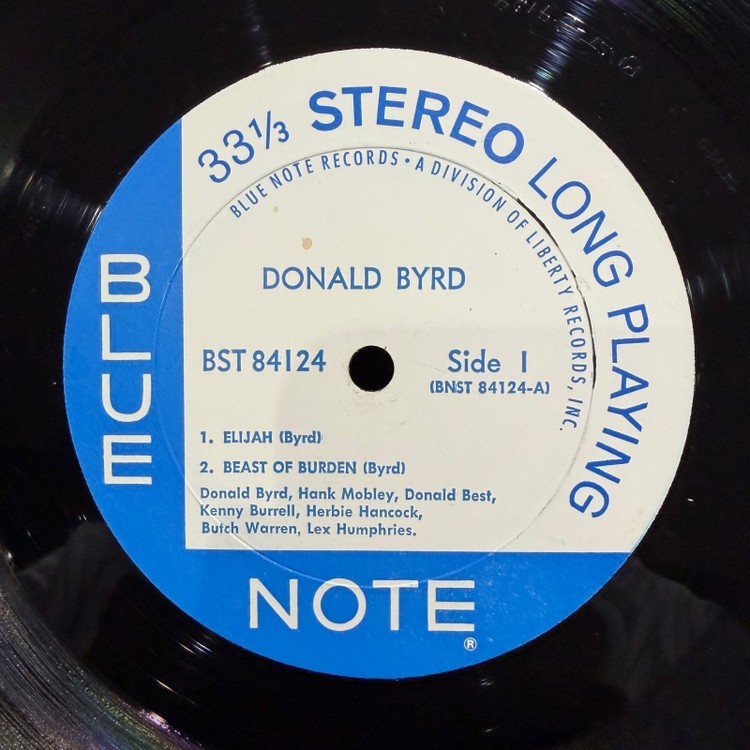 33⅓ STEREO LONG PLAYING
BLUE NOTE RECORDS • A DIVISION OF LIBERTY RECORDS, INC.
DONALD BYRD
BST 84124
Side 1
(BNST 84124-A)
1. ELIJAH (Byrd)
2. BEAST OF BURDEN (Byrd)
Donald Byrd, Hank Mobley, Donald Best,
Kenny Burrell, Herbie Hancock,
Butch Warren, Lex Humphries.
BLUE
NOTE
®